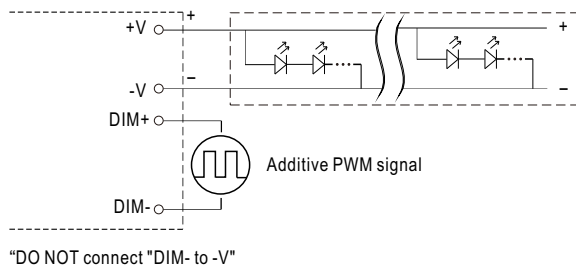 +V
+
+
-V
–
–
DIM+
Additive PWM signal
DIM-
“DO NOT connect "DIM- to -V"